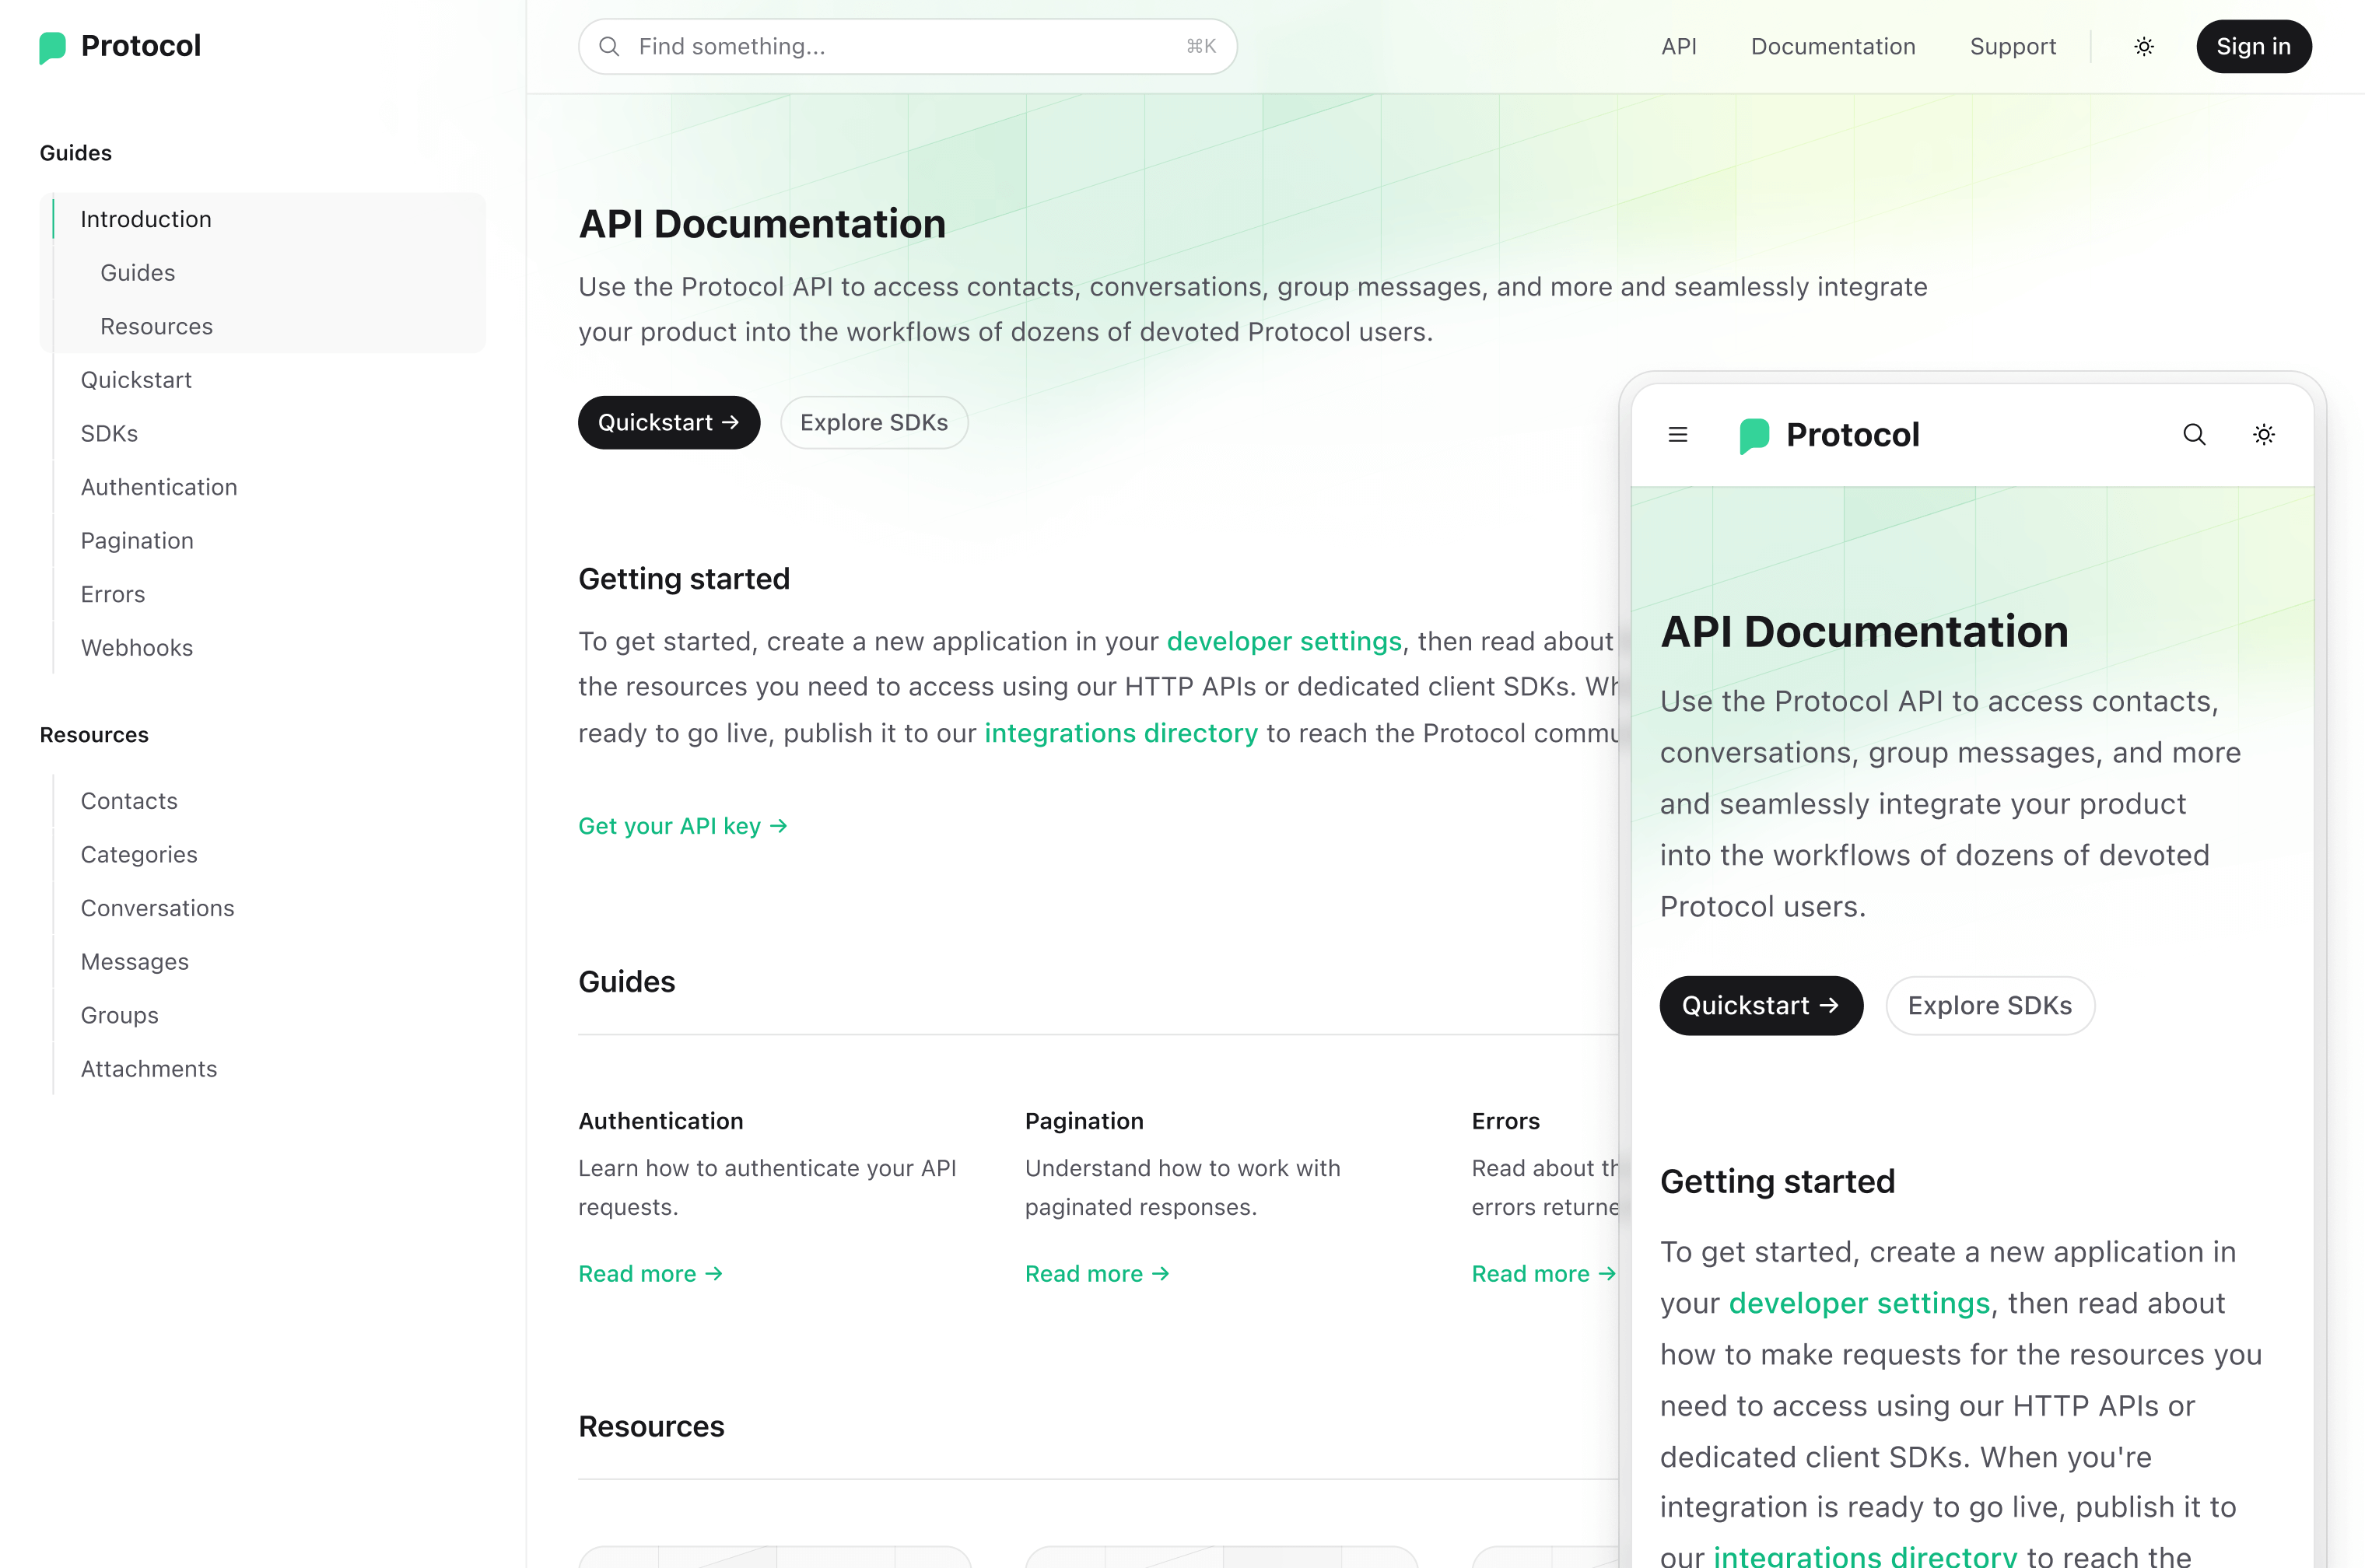 Protocol
Find something...
⌘K
API
Documentation
Support
Sign in
Guides
Introduction
Guides
Resources
Quickstart
SDKs
Authentication
Pagination
Errors
Webhooks
Resources
Contacts
Categories
Conversations
Messages
Groups
Attachments
API Documentation
Use the Protocol API to access contacts, conversations, group messages, and more and seamlessly integrate
your product into the workflows of dozens of devoted Protocol users.
Quickstart →
Explore SDKs
Getting started
To get started, create a new application in your developer settings, then read about
the resources you need to access using our HTTP APIs or dedicated client SDKs.
ready to go live, publish it to our integrations directory to reach the Protocol
Get your API key →
Guides
Authentication
Learn how to authenticate your API
requests.
Read more →
Pagination
Understand how to work with
paginated responses.
Read more →
Errors
Read about
errors
Read more →
Resources
Protocol
API Documentation
Use the Protocol API to access contacts,
conversations, group messages, and more
and seamlessly integrate your product
into the workflows of dozens of devoted
Protocol users.
Quickstart →
Explore SDKs
Getting started
To get started, create a new application in
your developer settings, then read about
how to make requests for the resources you
need to access using our HTTP APIs or
dedicated client SDKs. When you're
integration is ready to go live, publish it to
our integrations directory to reach the